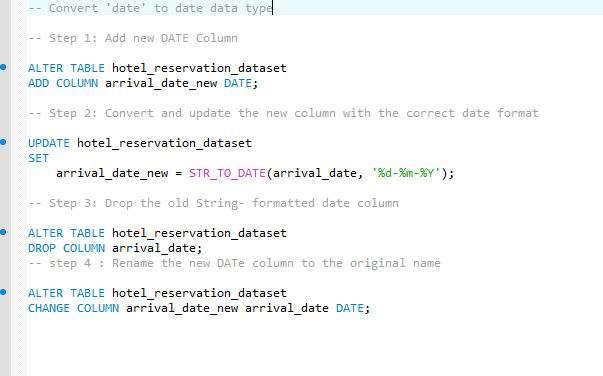 -- Convert 'date' to date data type
-- Step 1: Add new DATE Column
ALTER TABLE hotel_reservation_dataset
ADD COLUMN arrival_date_new DATE;
-- Step 2: Convert and update the new column with the correct date format
UPDATE hotel_reservation_dataset
SET
    arrival_date_new = STR_TO_DATE(arrival_date, '%d-%m-%Y');
-- Step 3: Drop the old String- formatted date column
ALTER TABLE hotel_reservation_dataset
DROP COLUMN arrival_date;
-- step 4 : Rename the new DATe column to the original name
ALTER TABLE hotel_reservation_dataset
CHANGE COLUMN arrival_date_new arrival_date DATE;